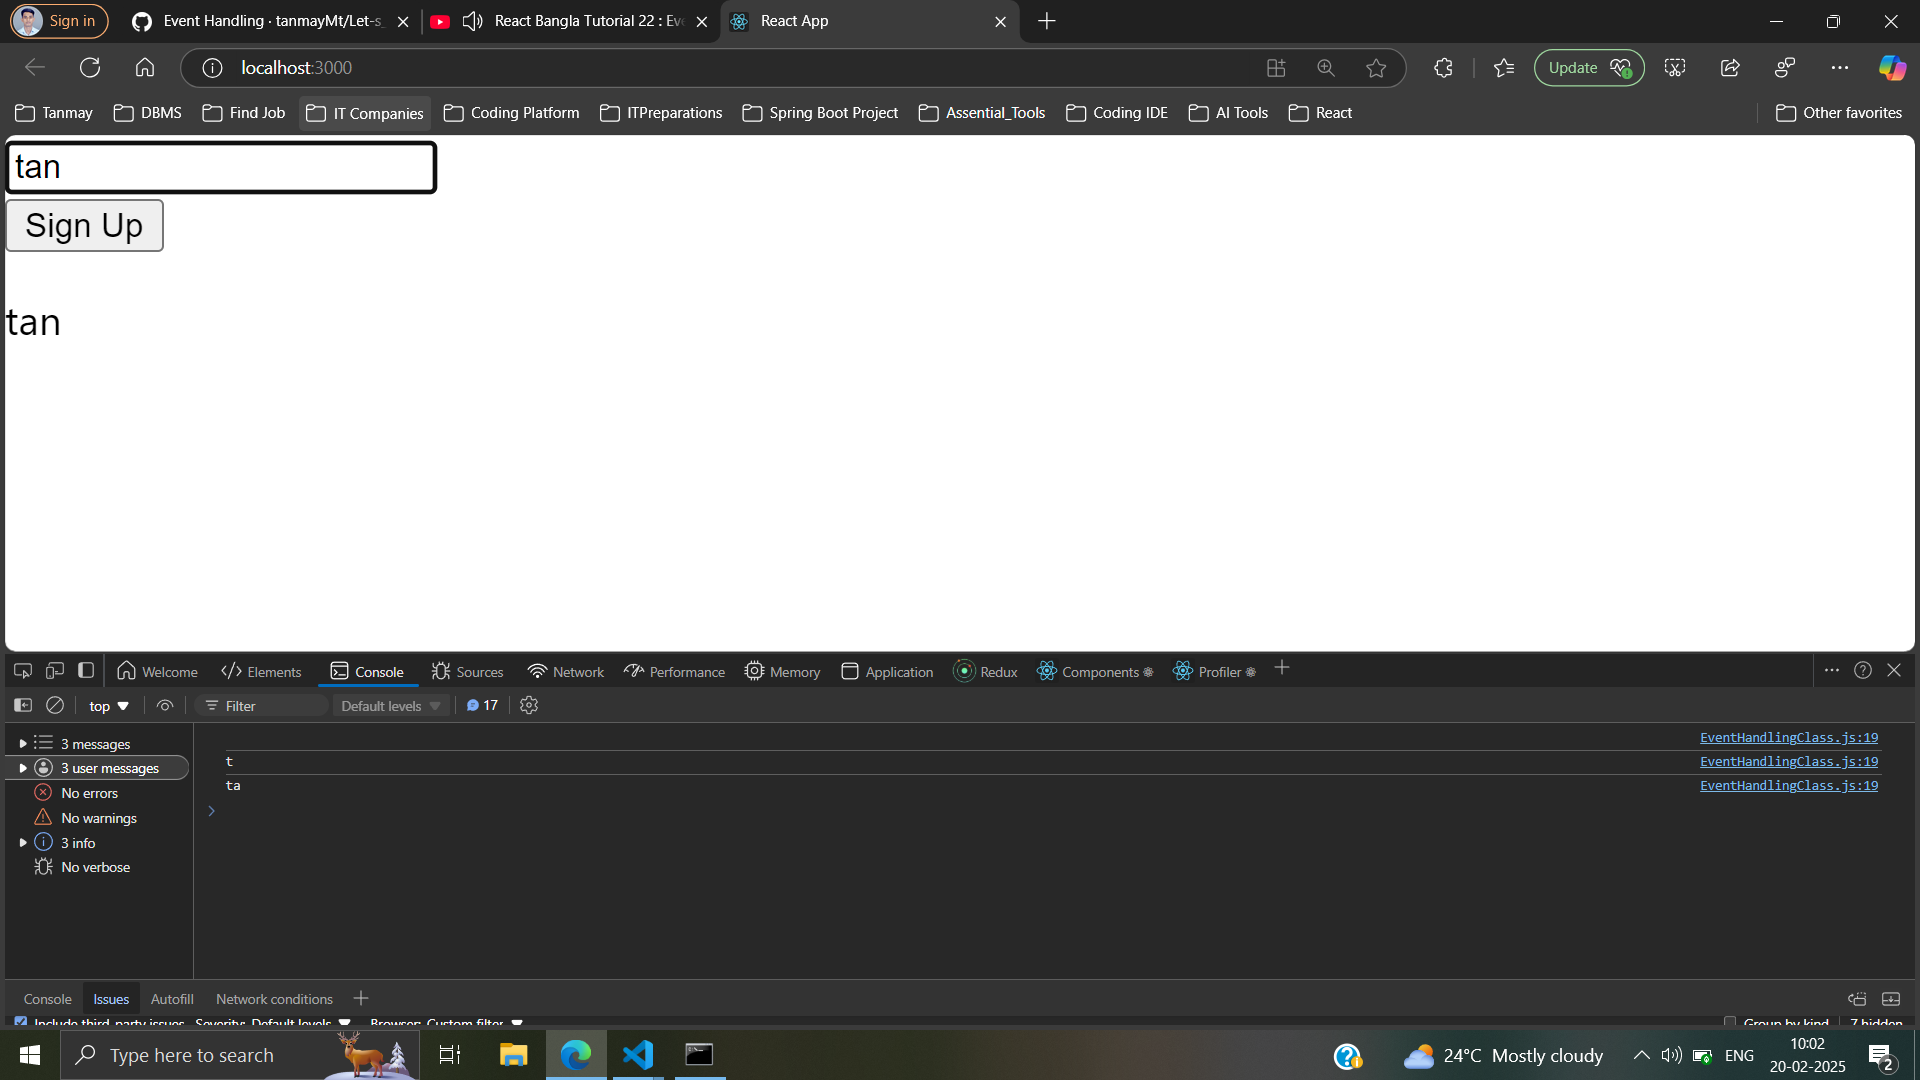 Sign in
Event Handling · tanmayMt/Let-s_
React Bangla Tutorial 22 : Eve
React App
localhost:3000
Update
Tanmay
DBMS
Find Job
IT Companies
Coding Platform
ITPreparations
Spring Boot Project
Assential_Tools
Coding IDE
AI Tools
React
Other favorites
tan
Sign Up
tan
Welcome
Elements
Console
Sources
Network
Performance
Memory
Application
Redux
Components
Profiler
top
Filter
Default levels
17
3 messages
3 user messages
No errors
No warnings
3 info
No verbose
EventHandlingClass.js:19
t EventHandlingClass.js:19
ta EventHandlingClass.js:19
Console
Issues
Autofill
Network conditions
Include third-party issues
Severity: Default levels
Browser: Custom filter
Group by kind
7 hidden
Type here to search
24°C Mostly cloudy
ENG
10:02
20-02-2025
2